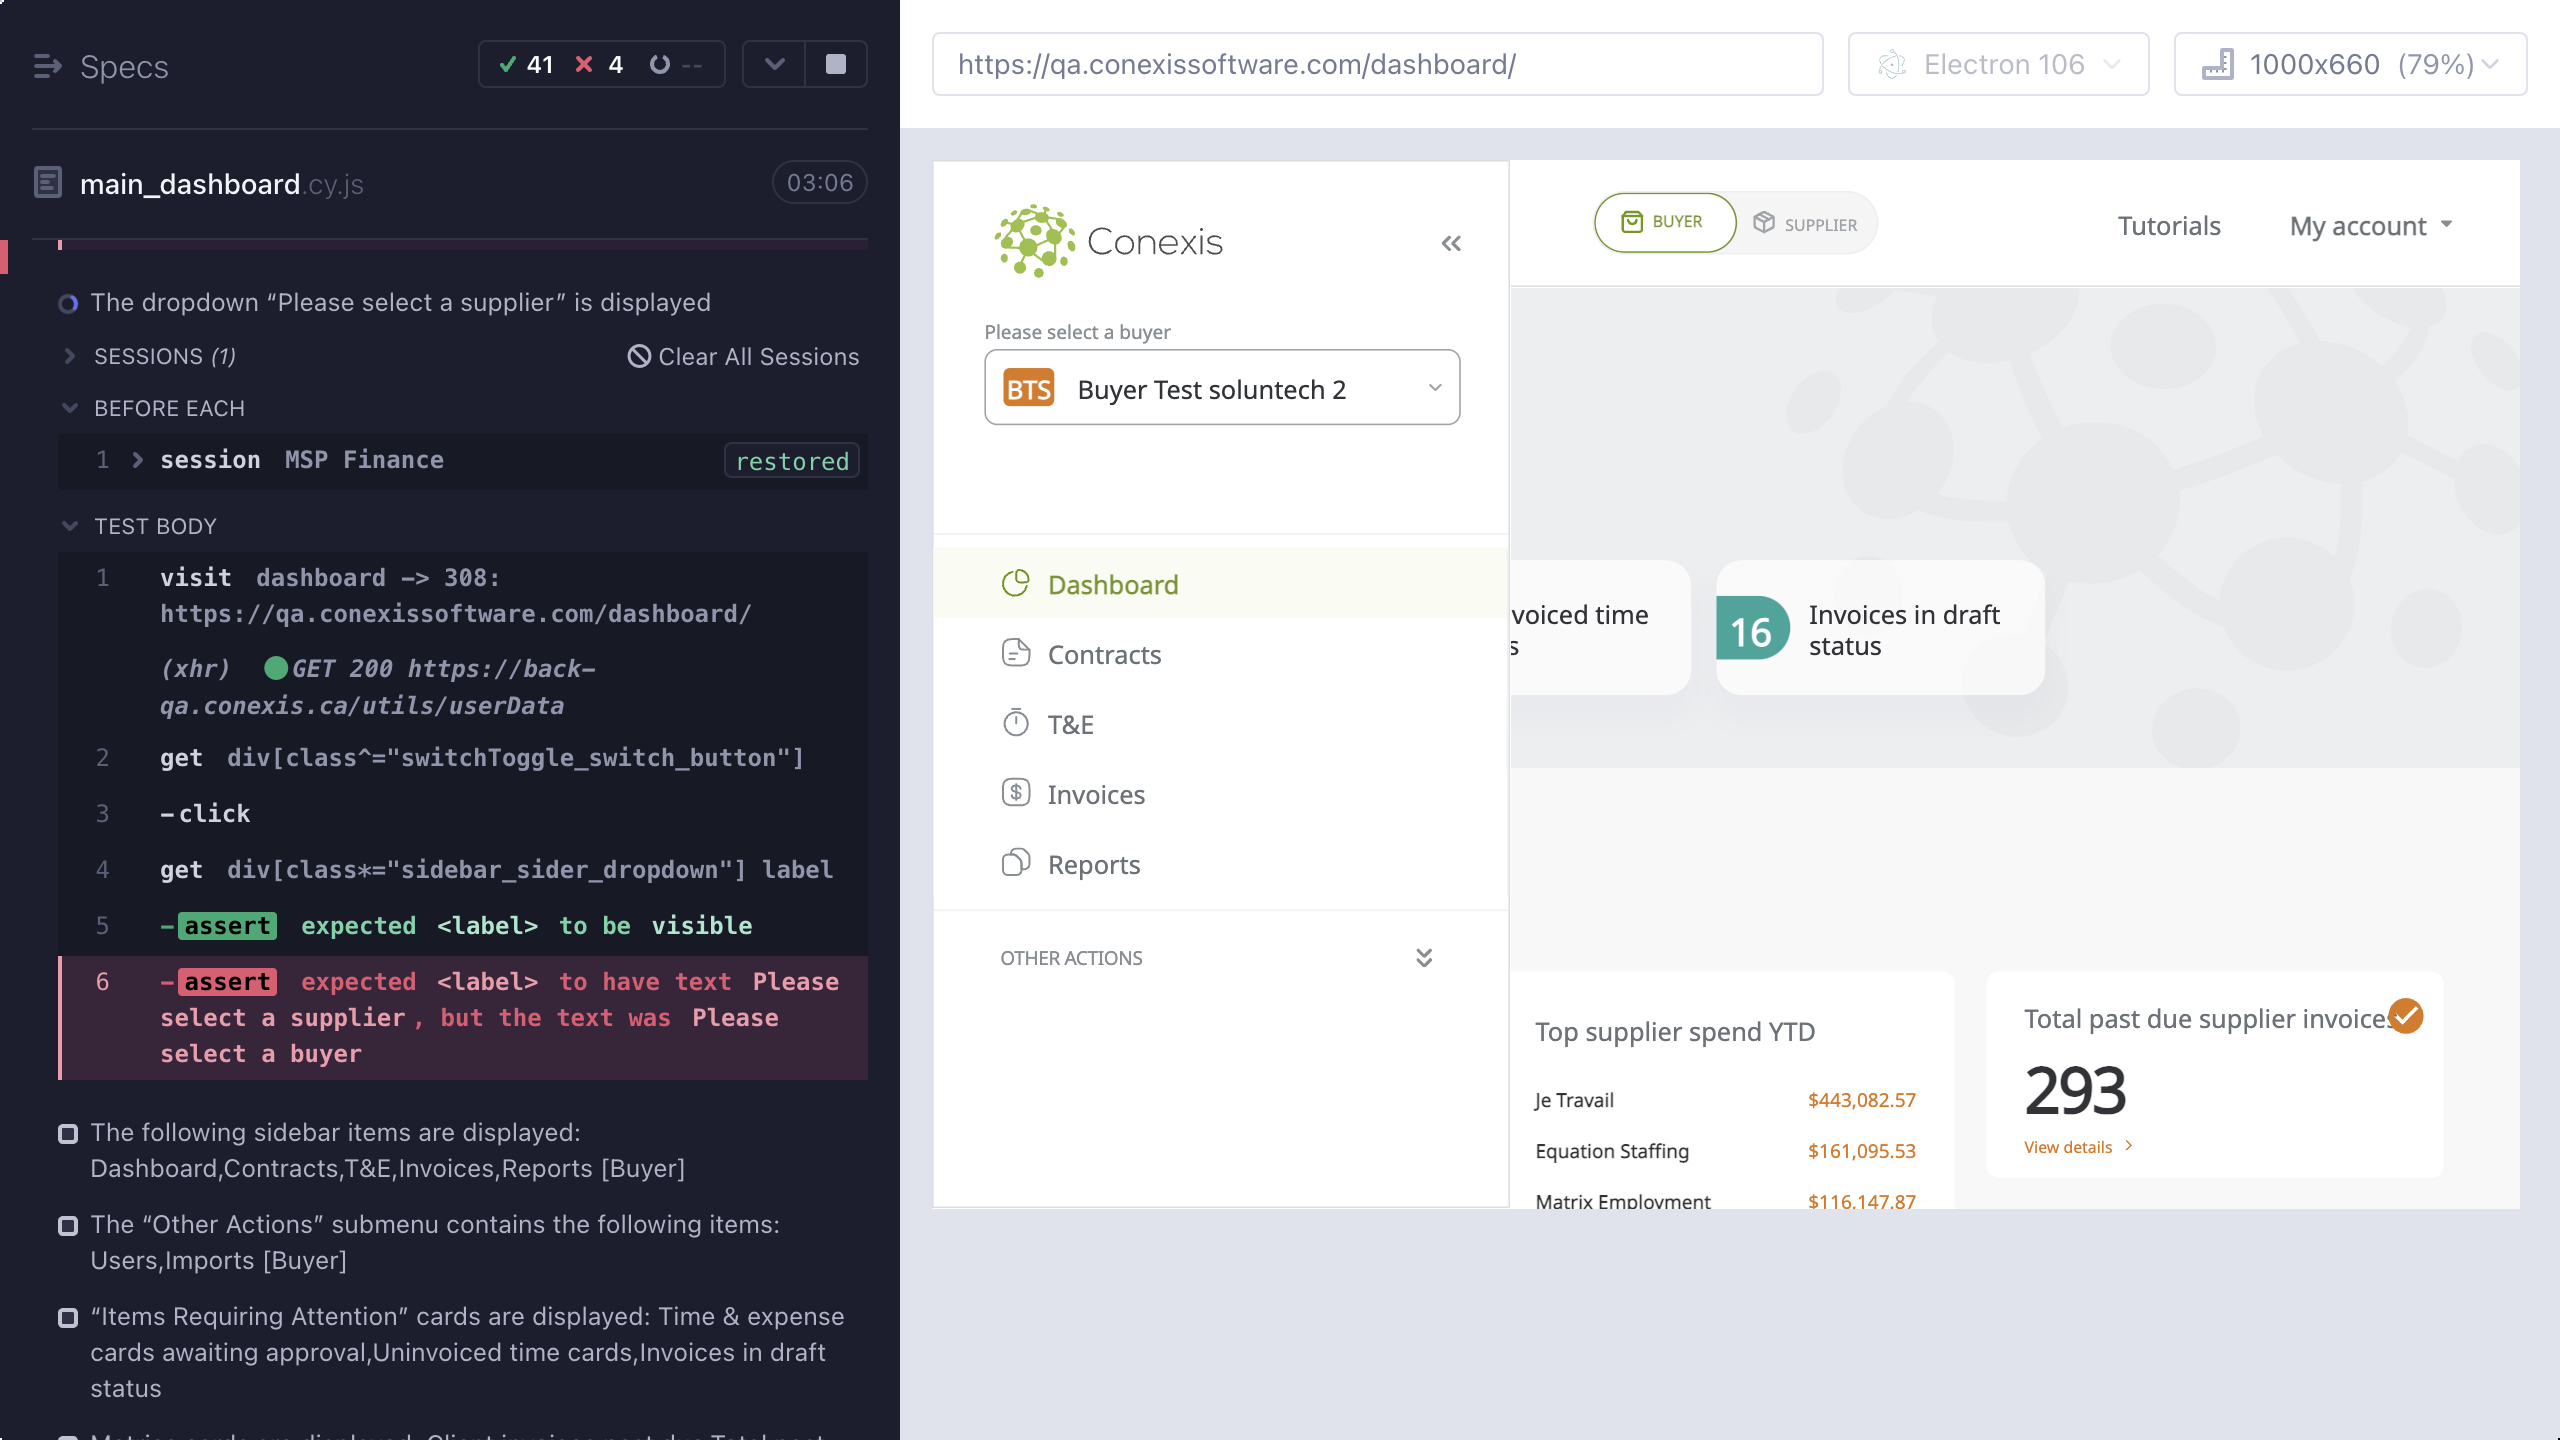 Specs
41 4 --
main_dashboard.cy.js
03:06
The dropdown “Please select a supplier” is displayed
SESSIONS (1)
Clear All Sessions
BEFORE EACH
1 session MSP Finance
restored
TEST BODY
1 visit dashboard -> 308:
https://qa.conexissoftware.com/dashboard/
(xhr) GET 200 https://back-
qa.conexis.ca/utils/userData
2 get div[class^="switchToggle_switch_button"]
3 -click
4 get div[class*="sidebar_sider_dropdown"] label
5 -assert expected <label> to be visible
6 -assert expected <label> to have text Please
select a supplier, but the text was Please
select a buyer
The following sidebar items are displayed:
Dashboard,Contracts,T&E,Invoices,Reports [Buyer]
The “Other Actions” submenu contains the following items:
Users,Imports [Buyer]
“Items Requiring Attention” cards are displayed: Time & expense
cards awaiting approval,Uninvoiced time cards,Invoices in draft
status
https://qa.conexissoftware.com/dashboard/
Electron 106
1000x660 (79%)
Conexis
BUYER
SUPPLIER
Tutorials
My account
Please select a buyer
BTS Buyer Test soluntech 2
Dashboard
Contracts
T&E
Invoices
Reports
OTHER ACTIONS
voiced time
s
16
Invoices in draft
status
Top supplier spend YTD
Je Travail $443,082.57
Equation Staffing $161,095.53
Matrix Employment $116,147.87
Total past due supplier invoices
293
View details